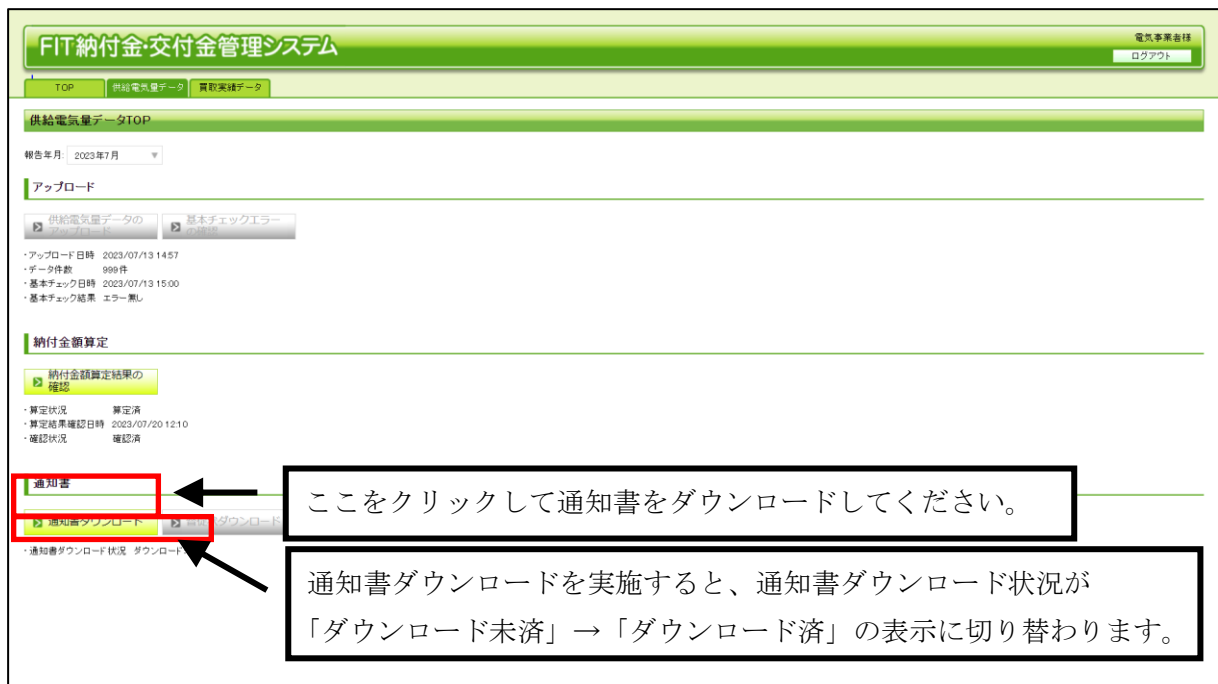 FIT納付金・交付金管理システム
電気事業者様
ログアウト
TOP
供給電気量データ
買取実績データ
供給電気量データTOP
報告年月: 2023年7月
アップロード
供給電気量データの
アップロード
基本チェックエラー
の確認
・アップロード日時 2023/07/13 14:57
・データ件数 999件
・基本チェック日時 2023/07/13 15:00
・基本チェック結果 エラー無し
納付金額算定
納付金額算定結果の
確認
・算定状況 算定済
・算定結果確認日時 2023/07/20 12:10
・確認状況 確認済
通知書
ここをクリックして通知書をダウンロードしてください。
通知書ダウンロード
ダウンロード
・通知書ダウンロード状況 ダウンロード
通知書ダウンロードを実施すると、通知書ダウンロード状況が
「ダウンロード未済」→「ダウンロード済」の表示に切り替わります。